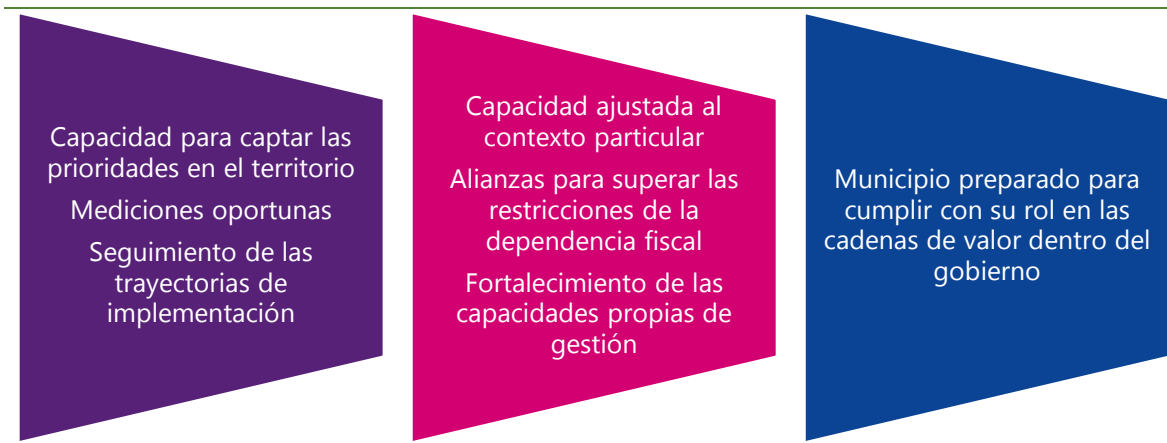 Capacidad para captar las
prioridades en el territorio
Mediciones oportunas
Seguimiento de las
trayectorias de
implementación
Capacidad ajustada al
contexto particular
Alianzas para superar las
restricciones de la
dependencia fiscal
Fortalecimiento de las
capacidades propias de
gestión
Municipio preparado para
cumplir con su rol en las
cadenas de valor dentro del
gobierno